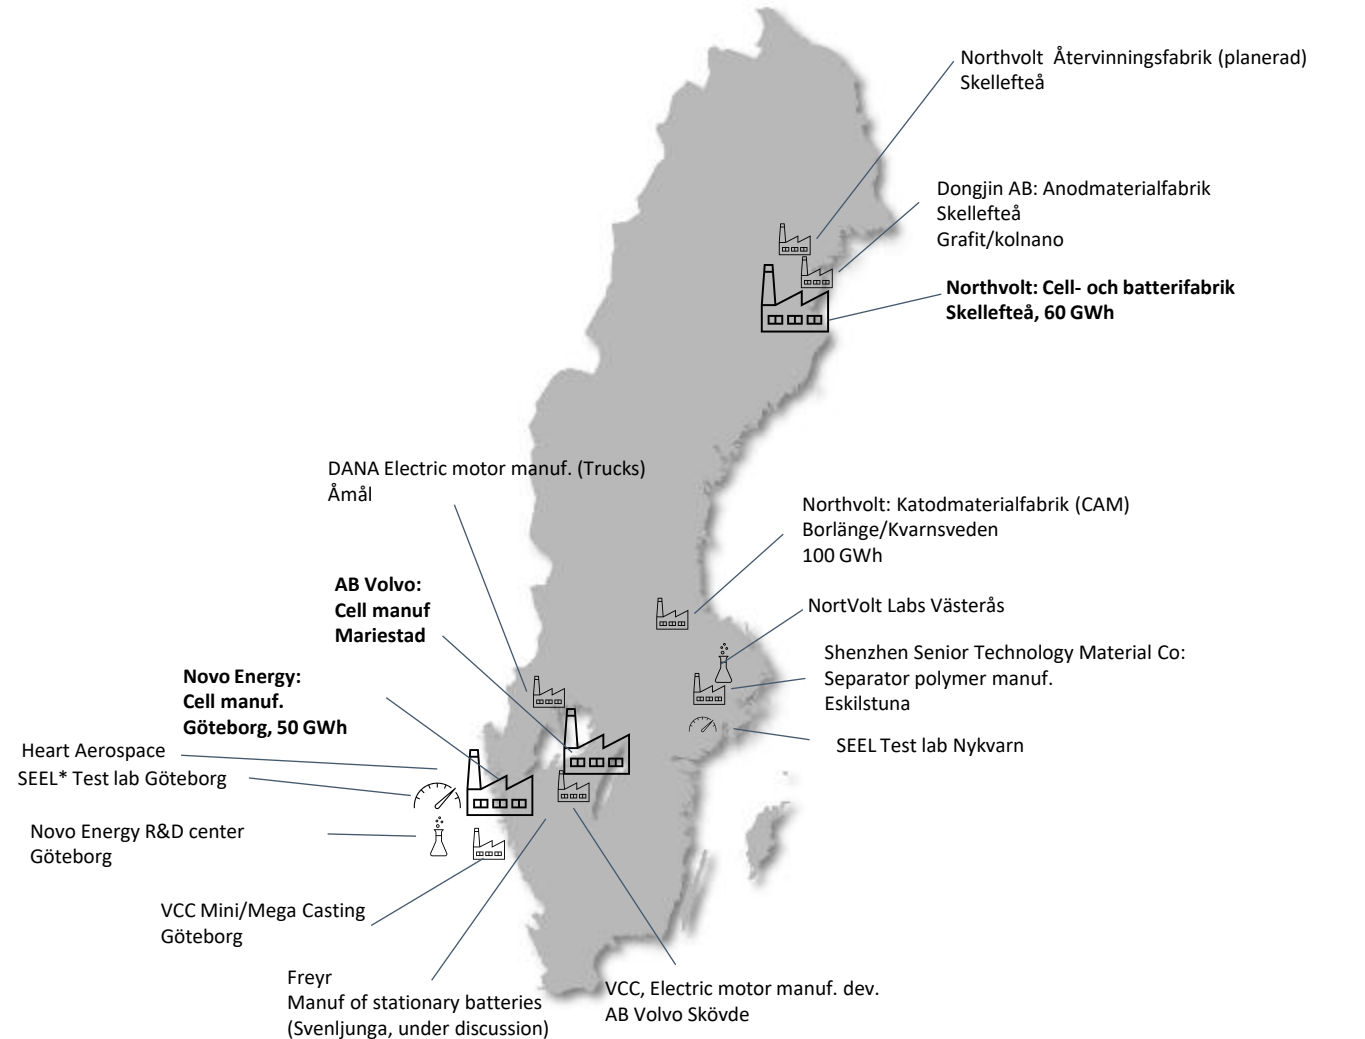 Northvolt Återvinningsfabrik (planerad)
Skellefteå
Dongjin AB: Anodmaterialfabrik
Skellefteå
Grafit/kolnano
Northvolt: Cell- och batterifabrik
Skellefteå, 60 GWh
DANA Electric motor manuf. (Trucks)
Åmål
Northvolt: Katodmaterialfabrik (CAM)
Borlänge/Kvarnsveden
100 GWh
AB Volvo:
Cell manuf
Mariestad
NortVolt Labs Västerås
Shenzhen Senior Technology Material Co:
Separator polymer manuf.
Eskilstuna
Novo Energy:
Cell manuf.
Göteborg, 50 GWh
SEEL Test lab Nykvarn
Heart Aerospace
SEEL* Test lab Göteborg
Novo Energy R&D center
Göteborg
VCC Mini/Mega Casting
Göteborg
Freyr
Manuf of stationary batteries
(Svenljunga, under discussion)
VCC, Electric motor manuf. dev.
AB Volvo Skövde